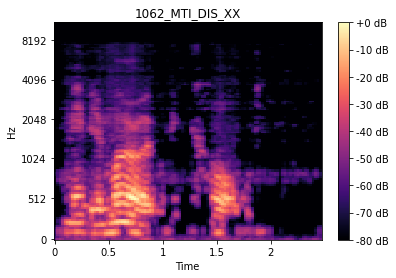 1062_MTI_DIS_XX
+0 dB
8192
-10 dB
4096
-20 dB
-30 dB
2048
-40 dB
Hz
1024
-50 dB
512
-60 dB
-70 dB
0
-80 dB
0 0.5 1 1.5 2
Time